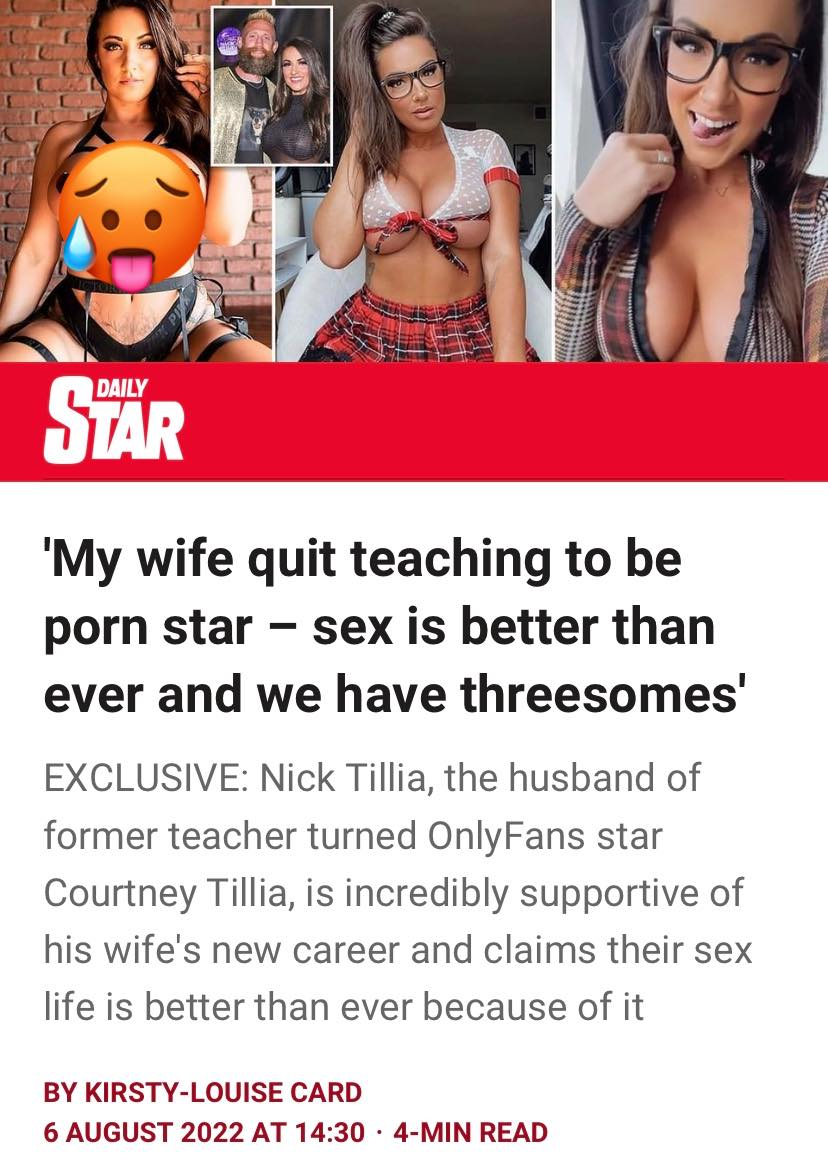 DAILY
STAR
'My wife quit teaching to be
porn star – sex is better than
ever and we have threesomes'
EXCLUSIVE: Nick Tillia, the husband of
former teacher turned OnlyFans star
Courtney Tillia, is incredibly supportive of
his wife's new career and claims their sex
life is better than ever because of it
BY KIRSTY-LOUISE CARD
6 AUGUST 2022 AT 14:30 · 4-MIN READ